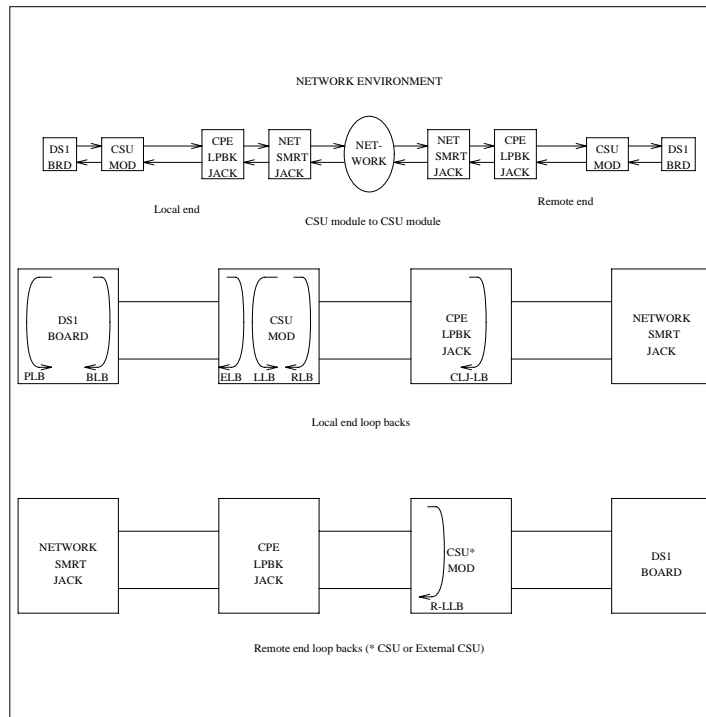 NETWORK ENVIRONMENT
DS1
BRD
CSU
MOD
CPE
LPBK
JACK
NET
SMRT
JACK
NET-
WORK
NET
SMRT
JACK
CPE
LPBK
JACK
CSU
MOD
DS1
BRD
Local end
CSU module to CSU module
Remote end
DS1
BOARD
PLB
BLB
CSU
MOD
ELB
LLB
RLB
CPE
LPBK
JACK
CLJ-LB
NETWORK
SMRT
JACK
Local end loop backs
NETWORK
SMRT
JACK
CPE
LPBK
JACK
CSU*
MOD
R-LLB
DS1
BOARD
Remote end loop backs (* CSU or External CSU)